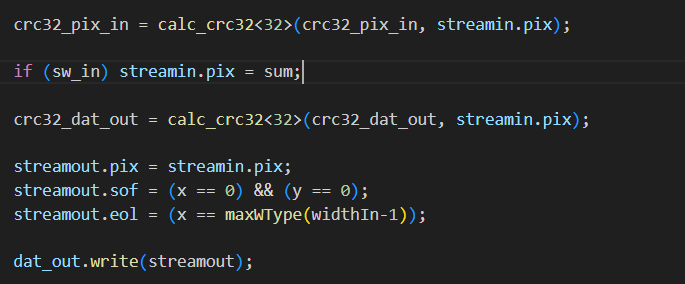 crc32_pix_in = calc_crc32<32>(crc32_pix_in, streamin.pix);
if (sw_in) streamin.pix = sum;
crc32_dat_out = calc_crc32<32>(crc32_dat_out, streamin.pix);
streamout.pix = streamin.pix;
streamout.sof = (x == 0) && (y == 0);
streamout.eol = (x == maxWType(widthIn-1));
dat_out.write(streamout);